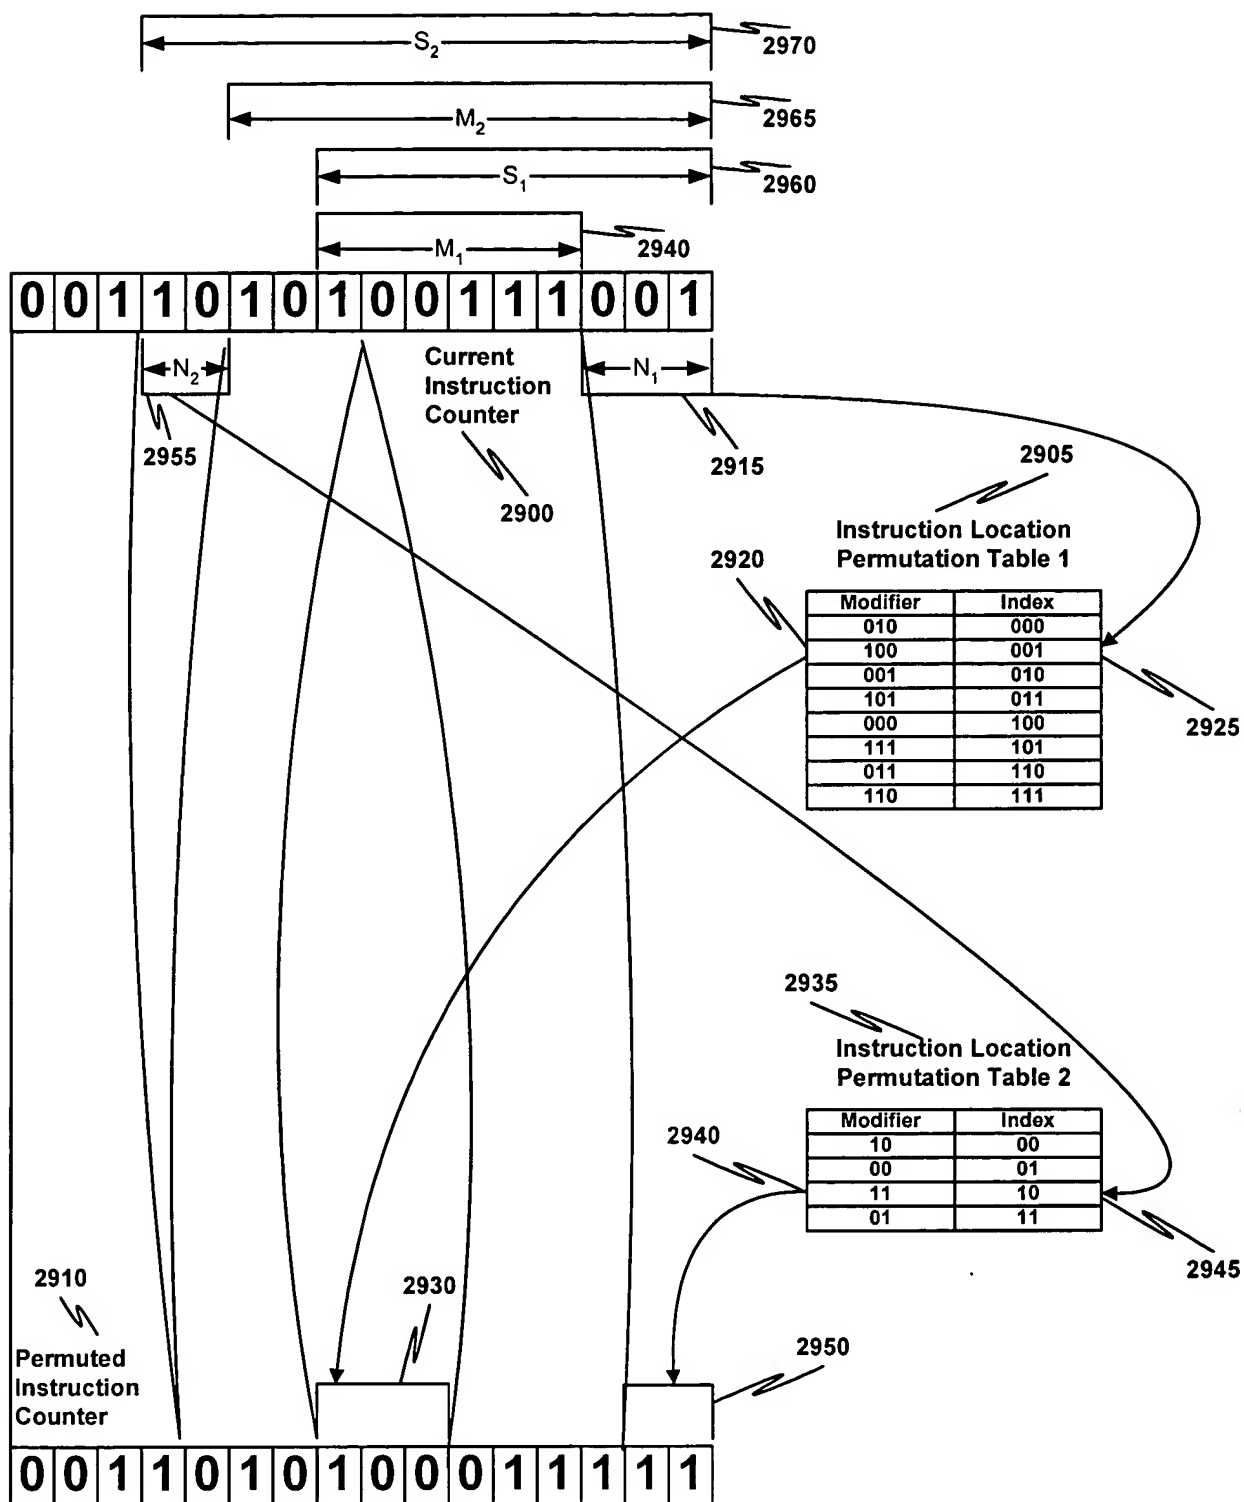 S2
2970
M2
2965
S1
2960
M1
2940
0 0 1 1 0 1 0 1 0 0 1 1 1 0 0 1
N2
Current
Instruction
Counter
N1
2955
2915
2905
2900
Instruction Location
Permutation Table 1
2920
Modifier Index
010 000
100 001
001 010
101 011
000 100
111 101
011 110
110 111
2925
2935
Instruction Location
Permutation Table 2
2940
Modifier Index
10 00
00 01
11 10
01 11
2945
2910
2930
2950
Permuted
Instruction
Counter
0 0 1 1 0 1 0 1 0 0 0 1 1 1 1 1